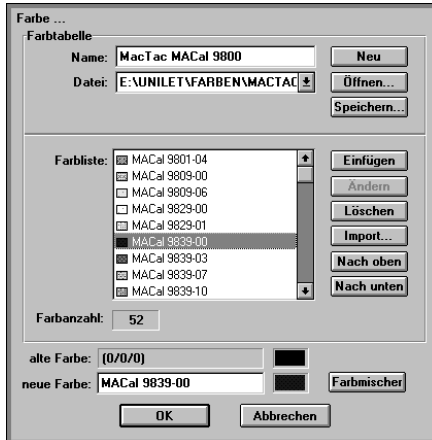 Farbe ...
Farbtabelle
Name: MacTac MACal 9800 Neu
Datei: E:\UNILET\FARBEN\MACTAC Öffnen...
Speichern...
Farbliste: MACal 9801-04 Einfügen
MACal 9809-00
MACal 9809-06 Ändern
MACal 9829-00
MACal 9829-01 Löschen
MACal 9839-00 Import...
MACal 9839-03 Nach oben
MACal 9839-07
MACal 9839-10 Nach unten
Farbanzahl: 52
alte Farbe: (0/0/0)
neue Farbe: MACal 9839-00 Farbmischer
OK Abbrechen